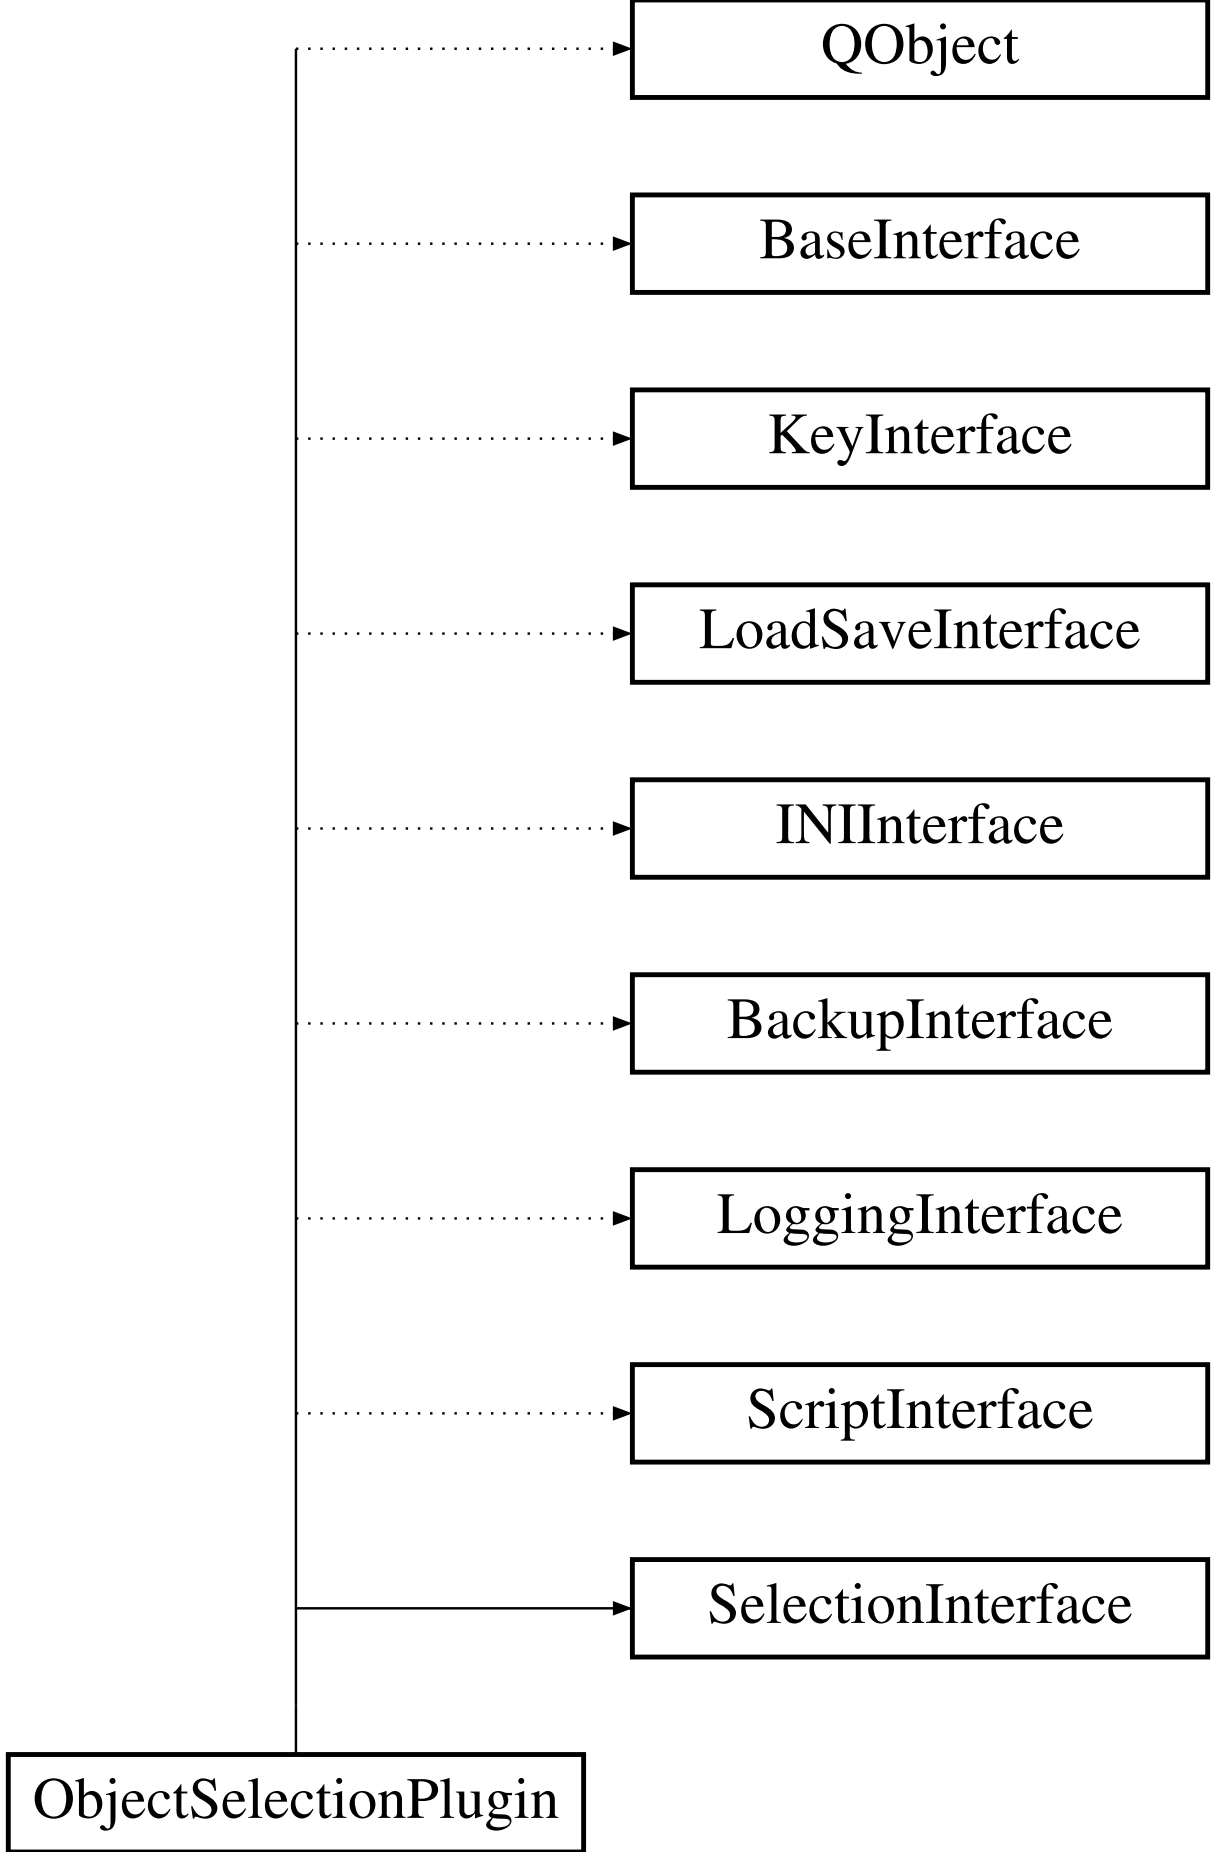 QObject
BaseInterface
KeyInterface
LoadSaveInterface
INIInterface
BackupInterface
LoggingInterface
ScriptInterface
SelectionInterface
ObjectSelectionPlugin